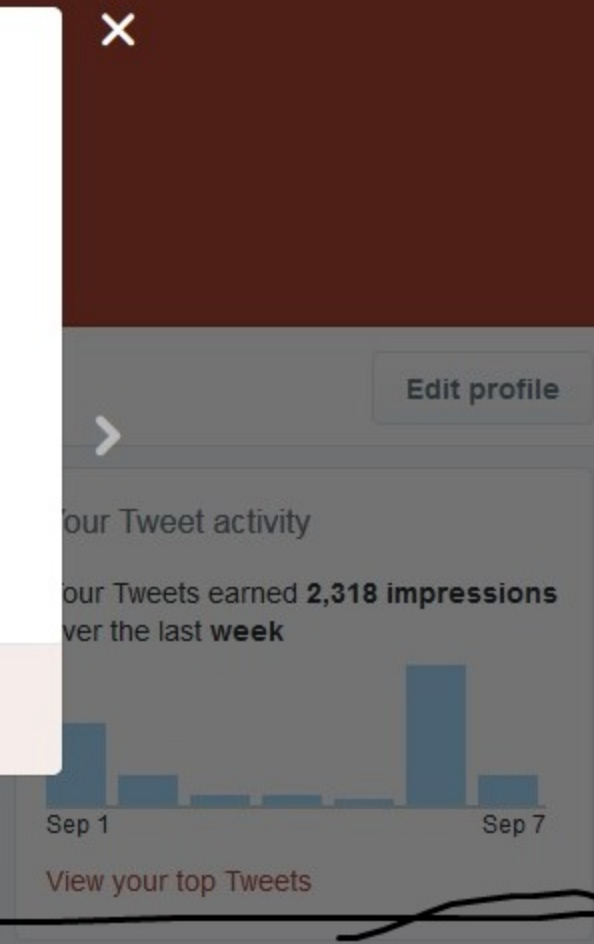 Edit profile
our Tweet activity
our Tweets earned 2,318 impressions
ver the last week
Sep 1 Sep 7
View your top Tweets